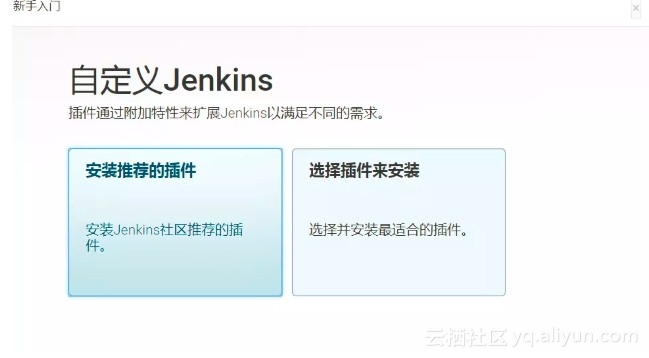 新手入门
×
自定义Jenkins
插件通过附加特性来扩展Jenkins以满足不同的需求。
安装推荐的插件
选择插件来安装
安装Jenkins社区推荐的插
件。
选择并安装最适合的插件。
云栖社区 yq.aliyun.com